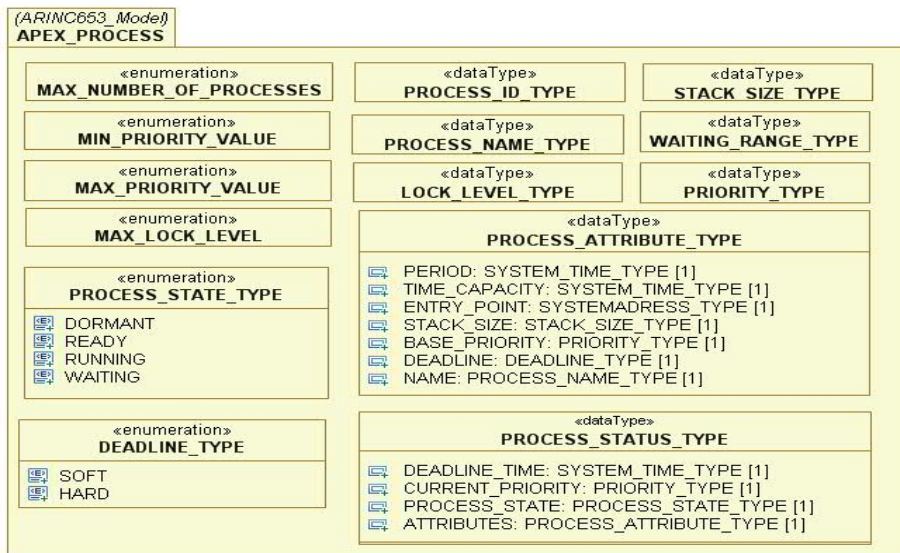 (ARINC653_Model)
APEX_PROCESS
«enumeration»
MAX_NUMBER_OF_PROCESSES
«enumeration»
MIN_PRIORITY_VALUE
«enumeration»
MAX_PRIORITY_VALUE
«enumeration»
MAX_LOCK_LEVEL
«enumeration»
PROCESS_STATE_TYPE
DORMANT
READY
RUNNING
WAITING
«enumeration»
DEADLINE_TYPE
SOFT
HARD
«dataType»
PROCESS_ID_TYPE
«dataType»
PROCESS_NAME_TYPE
«dataType»
LOCK_LEVEL_TYPE
«dataType»
STACK_SIZE_TYPE
«dataType»
WAITING_RANGE_TYPE
«dataType»
PRIORITY_TYPE
«dataType»
PROCESS_ATTRIBUTE_TYPE
PERIOD: SYSTEM_TIME_TYPE [1]
TIME_CAPACITY: SYSTEM_TIME_TYPE [1]
ENTRY_POINT: SYSTEMADRESS_TYPE [1]
STACK_SIZE: STACK_SIZE_TYPE [1]
BASE_PRIORITY: PRIORITY_TYPE [1]
DEADLINE: DEADLINE_TYPE [1]
NAME: PROCESS_NAME_TYPE [1]
«dataType»
PROCESS_STATUS_TYPE
DEADLINE_TIME: SYSTEM_TIME_TYPE [1]
CURRENT_PRIORITY: PRIORITY_TYPE [1]
PROCESS_STATE: PROCESS_STATE_TYPE [1]
ATTRIBUTES: PROCESS_ATTRIBUTE_TYPE [1]